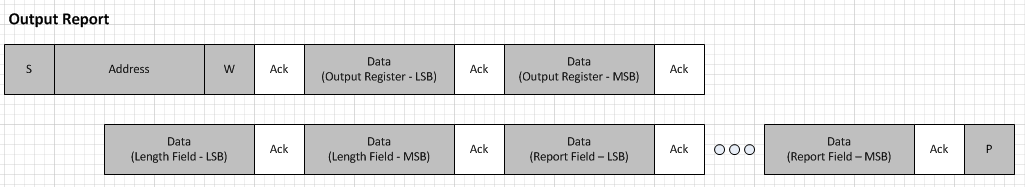 Output Report
S Address W Ack Data Ack Data Ack
(Output Register - LSB) (Output Register - MSB)
Data Ack Data Ack Data Ack Data Ack P
(Length Field - LSB) (Length Field - MSB) (Report Field – LSB) (Report Field – MSB)